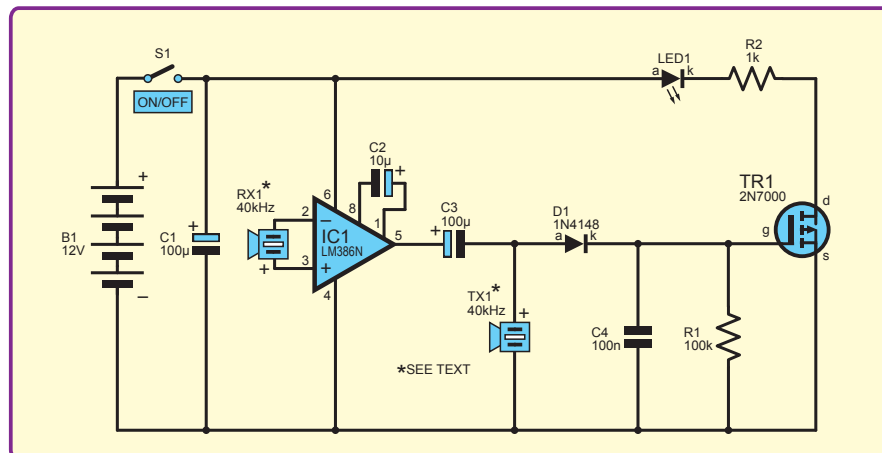 S1
ON/OFF
B1
12V
+
−
C1
100µ
+
RX1*
40kHz
+
2
3
−
+
6
4
8
1
5
IC1
LM386N
C2
10µ
+
C3
100µ
+
TX1*
40kHz
+
*SEE TEXT
D1
1N4148
a
k
C4
100n
R1
100k
LED1
a
k
R2
1k
TR1
2N7000
d
g
s